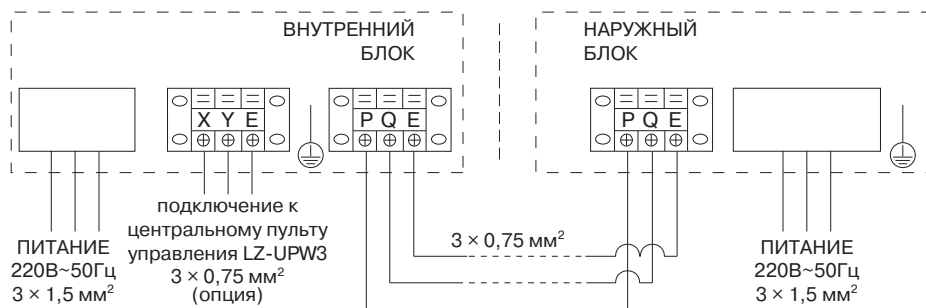 ВНУТРЕННИЙ
БЛОК
НАРУЖНЫЙ
БЛОК
X Y E
P Q E
P Q E
подключение к
центральному пульту
управления LZ-UPW3
3 × 0,75 мм²
(опция)
ПИТАНИЕ
220В~50Гц
3 × 1,5 мм²
3 × 0,75 мм²
ПИТАНИЕ
220В~50Гц
3 × 1,5 мм²